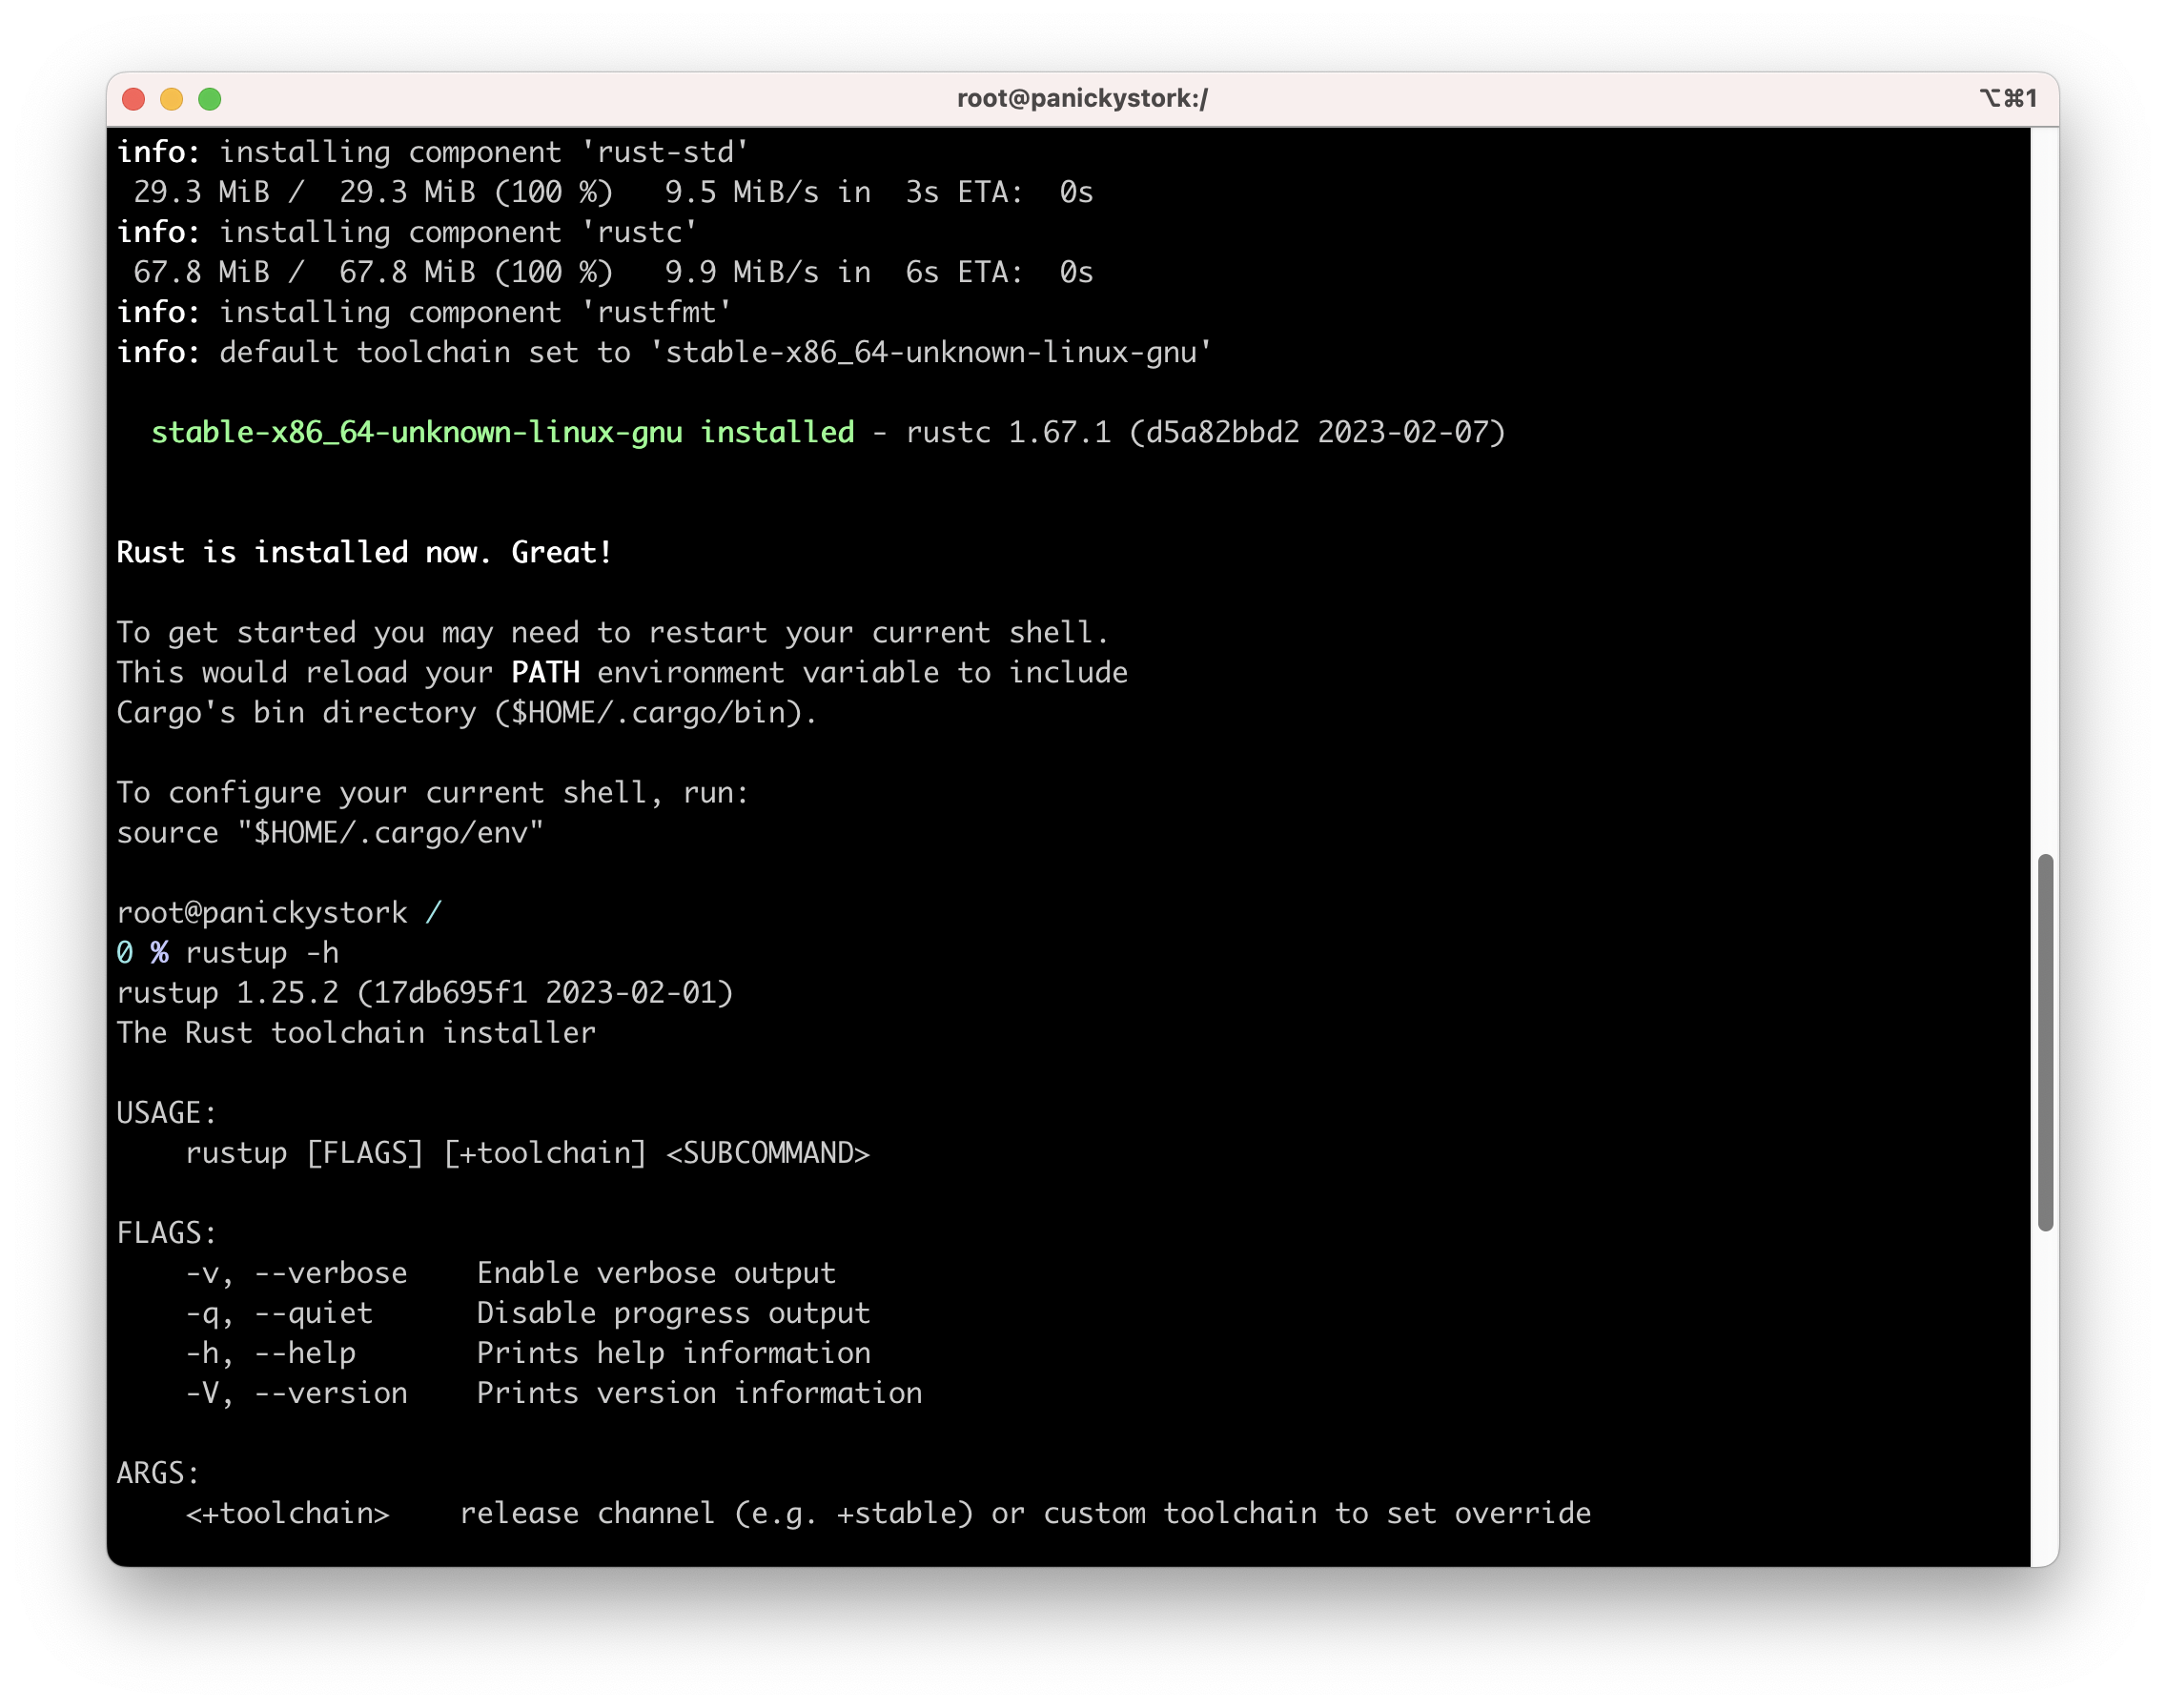 root@panickystork:/
⌥⌘1
info: installing component 'rust-std'
 29.3 MiB /  29.3 MiB (100 %)   9.5 MiB/s in  3s ETA:  0s
info: installing component 'rustc'
 67.8 MiB /  67.8 MiB (100 %)   9.9 MiB/s in  6s ETA:  0s
info: installing component 'rustfmt'
info: default toolchain set to 'stable-x86_64-unknown-linux-gnu'
  stable-x86_64-unknown-linux-gnu installed - rustc 1.67.1 (d5a82bbd2 2023-02-07)
Rust is installed now. Great!
To get started you may need to restart your current shell.
This would reload your PATH environment variable to include
Cargo's bin directory ($HOME/.cargo/bin).
To configure your current shell, run:
source "$HOME/.cargo/env"
root@panickystork /
0 % rustup -h
rustup 1.25.2 (17db695f1 2023-02-01)
The Rust toolchain installer
USAGE:
    rustup [FLAGS] [+toolchain] <SUBCOMMAND>
FLAGS:
    -v, --verbose    Enable verbose output
    -q, --quiet      Disable progress output
    -h, --help       Prints help information
    -V, --version    Prints version information
ARGS:
    <+toolchain>    release channel (e.g. +stable) or custom toolchain to set override